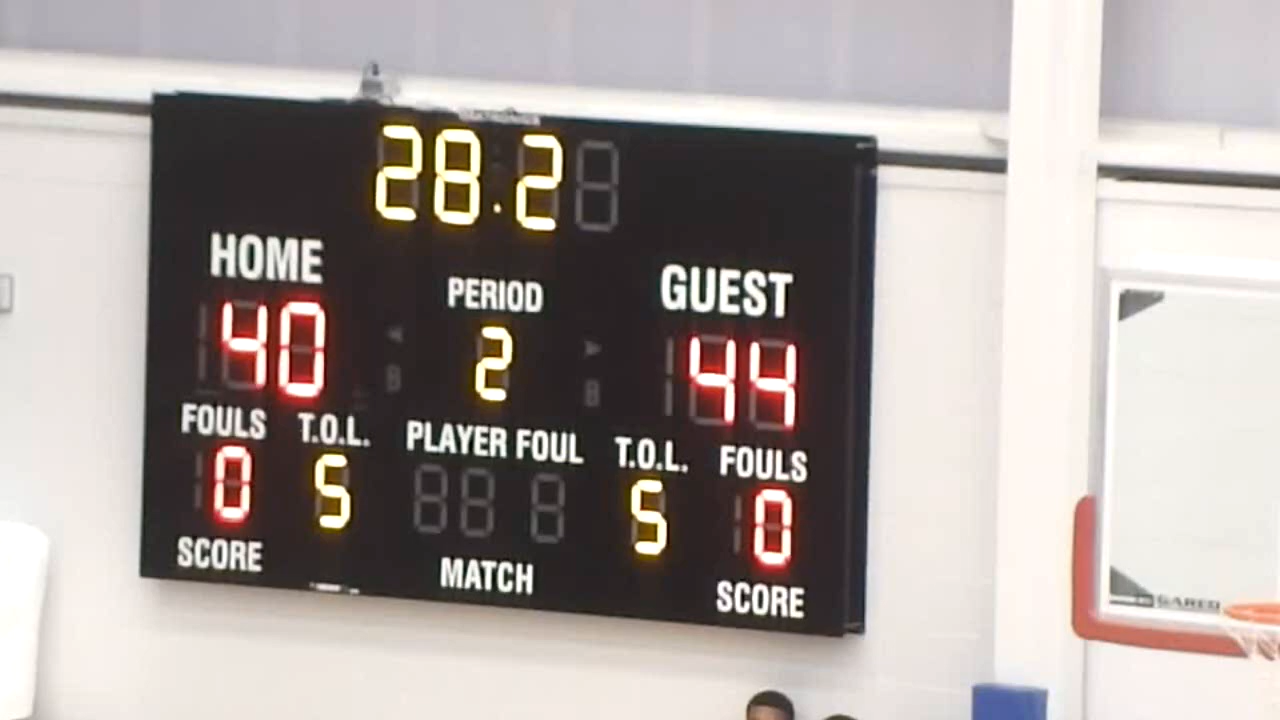 28.2
HOME PERIOD GUEST
40 2 44
FOULS T.O.L. PLAYER FOUL T.O.L. FOULS
0 5 5 0
SCORE MATCH SCORE
GARED